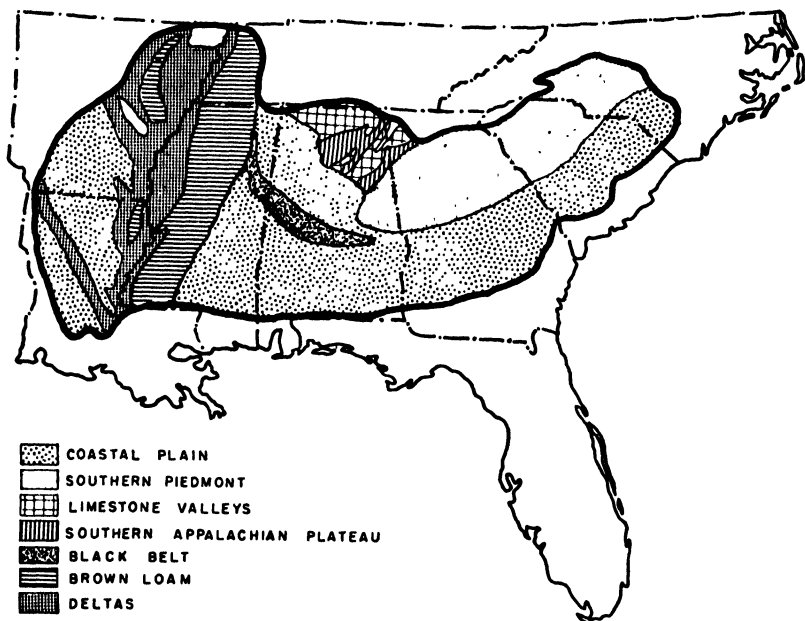 COASTAL PLAIN
SOUTHERN PIEDMONT
LIMESTONE VALLEYS
SOUTHERN APPALACHIAN PLATEAU
BLACK BELT
BROWN LOAM
DELTAS